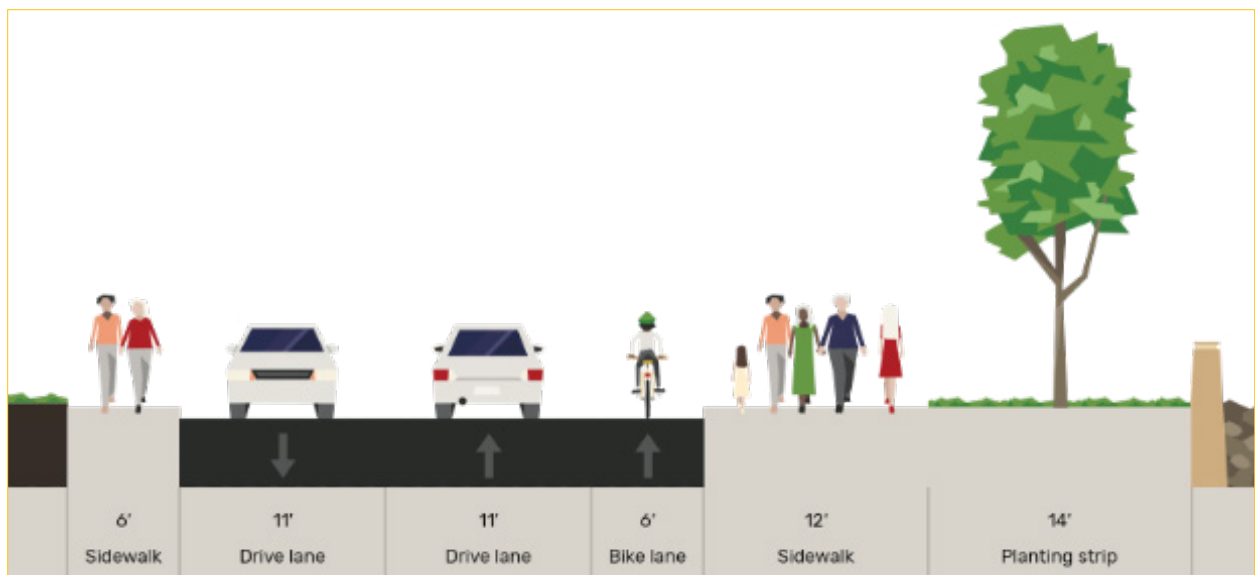 6' 11' 11' 6' 12' 14'
Sidewalk Drive lane Drive lane Bike lane Sidewalk Planting strip